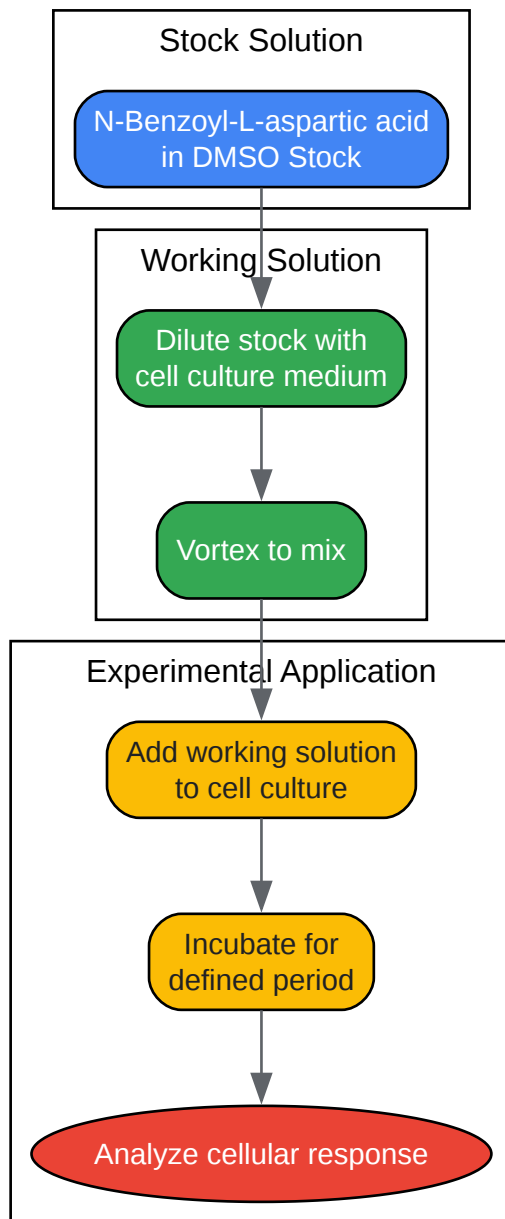 Stock Solution
N-Benzoyl-L-aspartic acid
in DMSO Stock
Working Solution
Dilute stock with
cell culture medium
Vortex to mix
Experimental Application
Add working solution
to cell culture
Incubate for
defined period
Analyze cellular response